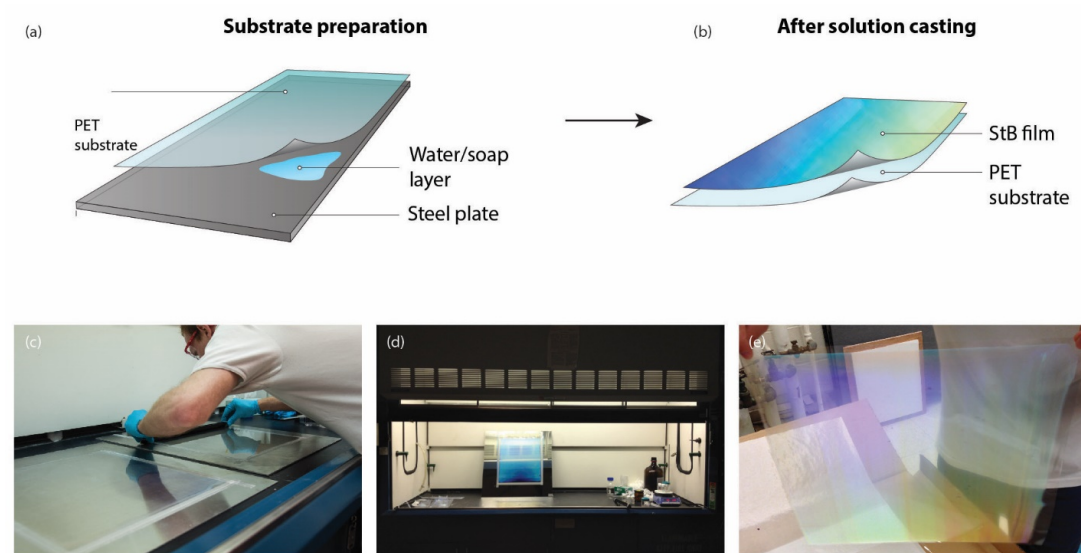 (a)
Substrate preparation
PET
substrate
Water/soap
layer
Steel plate
(b)
After solution casting
StB film
PET
substrate
(c)
(d)
(e)